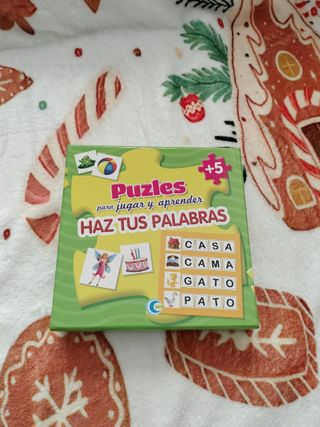 +5
Puzles
para jugar y aprender
HAZ TUS PALABRAS
CASA
CAMA
GATO
PATO